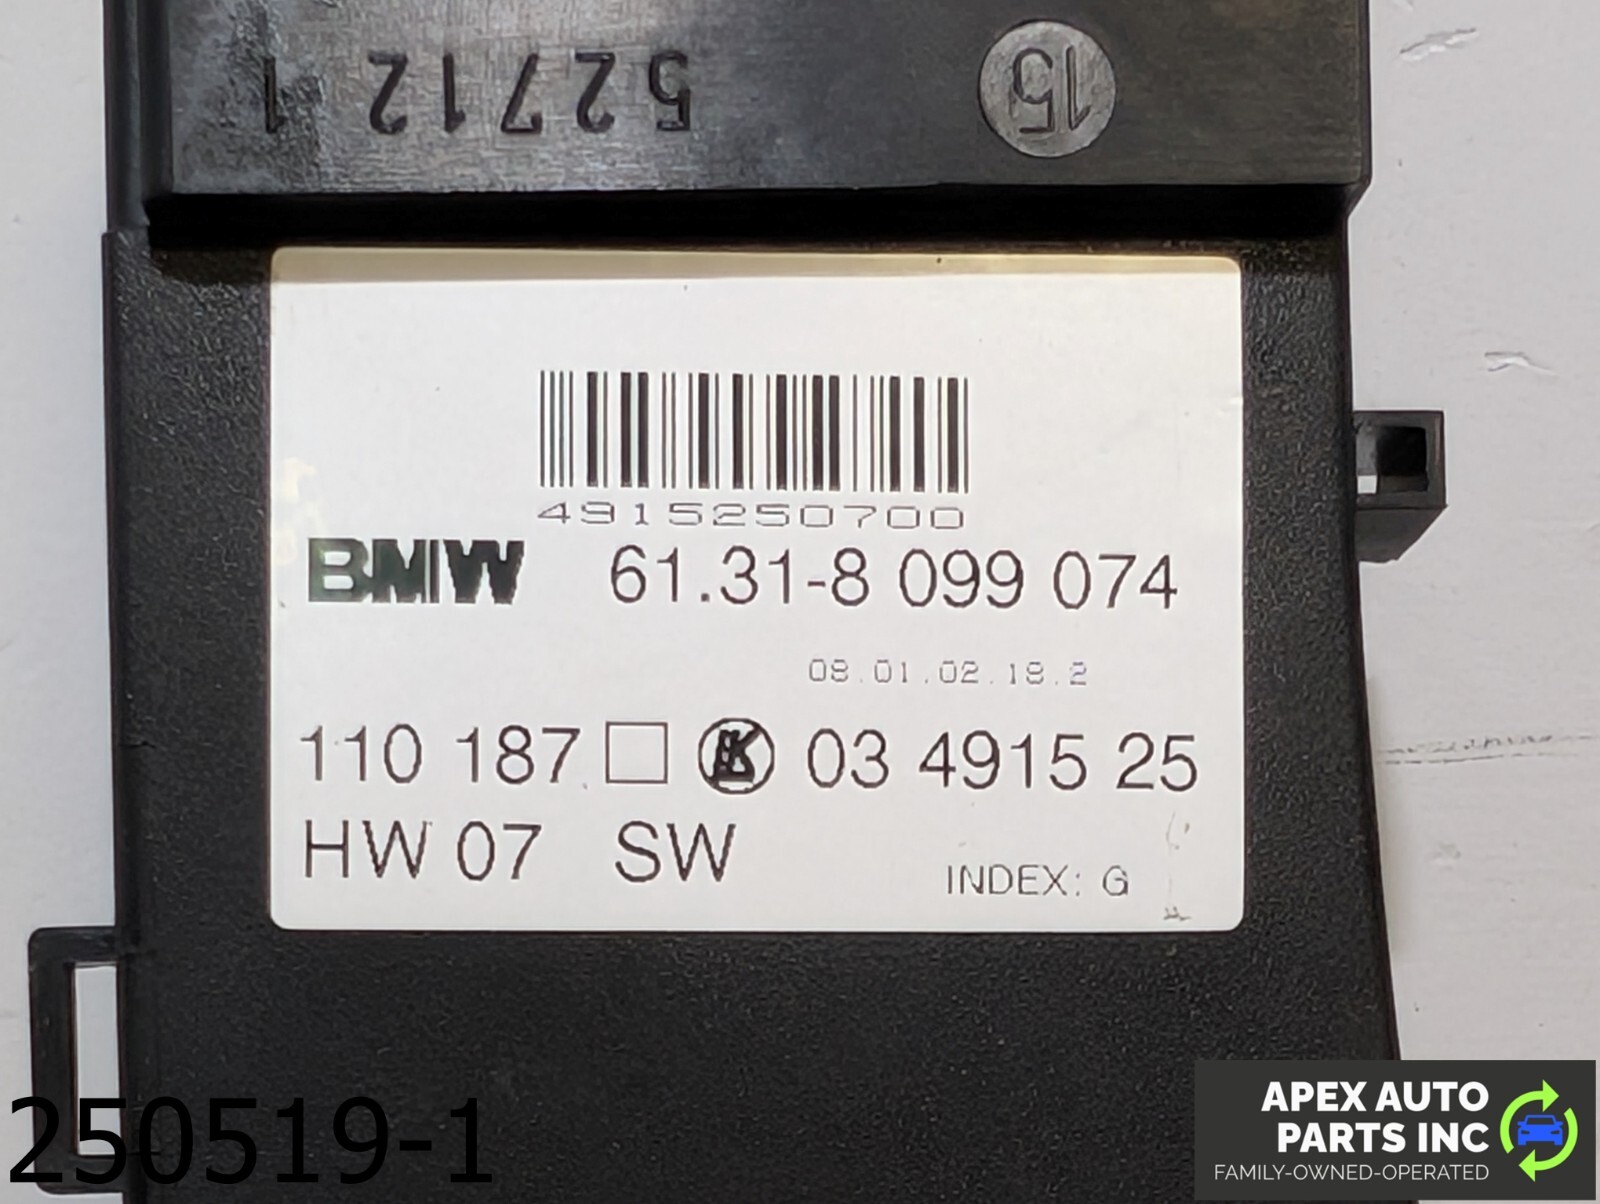 52712 1
15
4915250700
BMW 61.31-8 099 074
08.01.02.18.2
110 187 K 03 4915 25
HW 07 SW
INDEX: G
250519-1
APEX AUTO
PARTS INC
FAMILY-OWNED-OPERATED